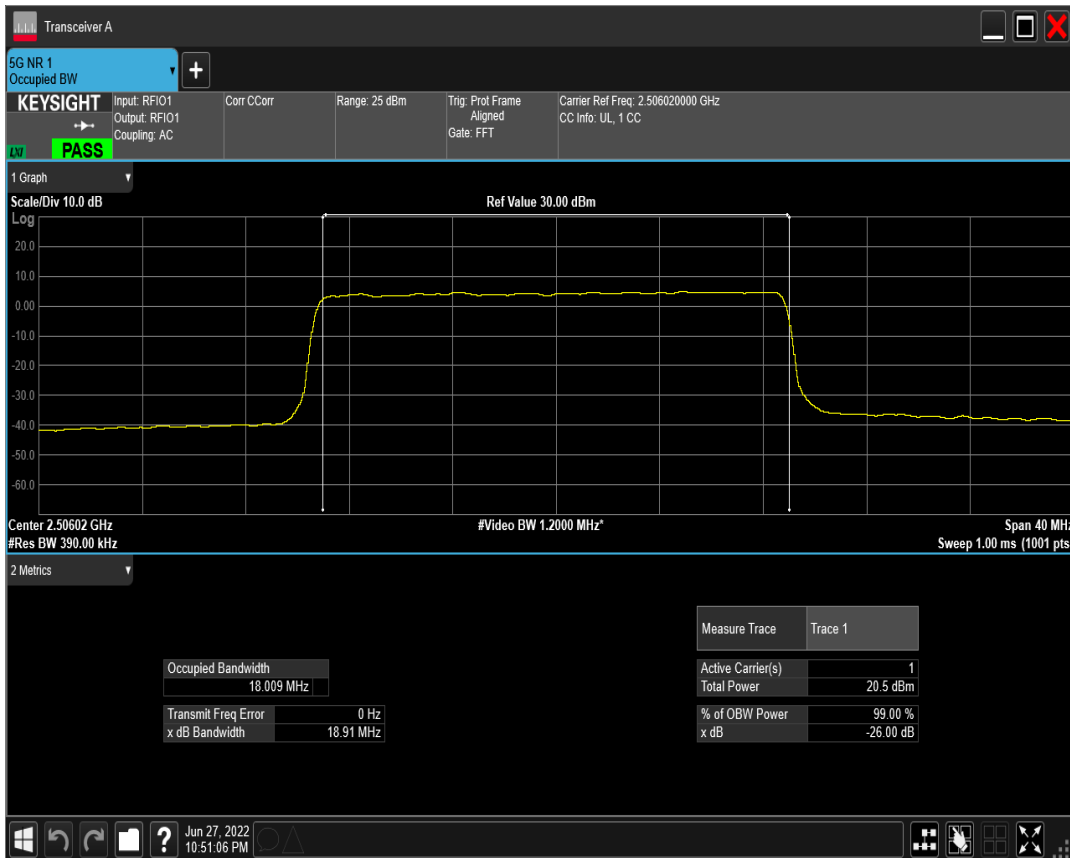 Transceiver A
5G NR 1
Occupied BW
+
KEYSIGHT
LXI
PASS
Input: RFIO1
Output: RFIO1
Coupling: AC
Corr CCorr
Range: 25 dBm
Trig: Prot Frame
Aligned
Gate: FFT
Carrier Ref Freq: 2.506020000 GHz
CC Info: UL, 1 CC
1 Graph
Scale/Div 10.0 dB
Ref Value 30.00 dBm
Log
20.0
10.0
0.00
-10.0
-20.0
-30.0
-40.0
-50.0
-60.0
Center 2.50602 GHz
#Video BW 1.2000 MHz*
Span 40 MHz
#Res BW 390.00 kHz
Sweep 1.00 ms (1001 pts
2 Metrics
Measure Trace Trace 1
Occupied Bandwidth
18.009 MHz
Active Carrier(s) 1
Total Power 20.5 dBm
Transmit Freq Error 0 Hz
x dB Bandwidth 18.91 MHz
% of OBW Power 99.00 %
x dB -26.00 dB
?
Jun 27, 2022
10:51:06 PM